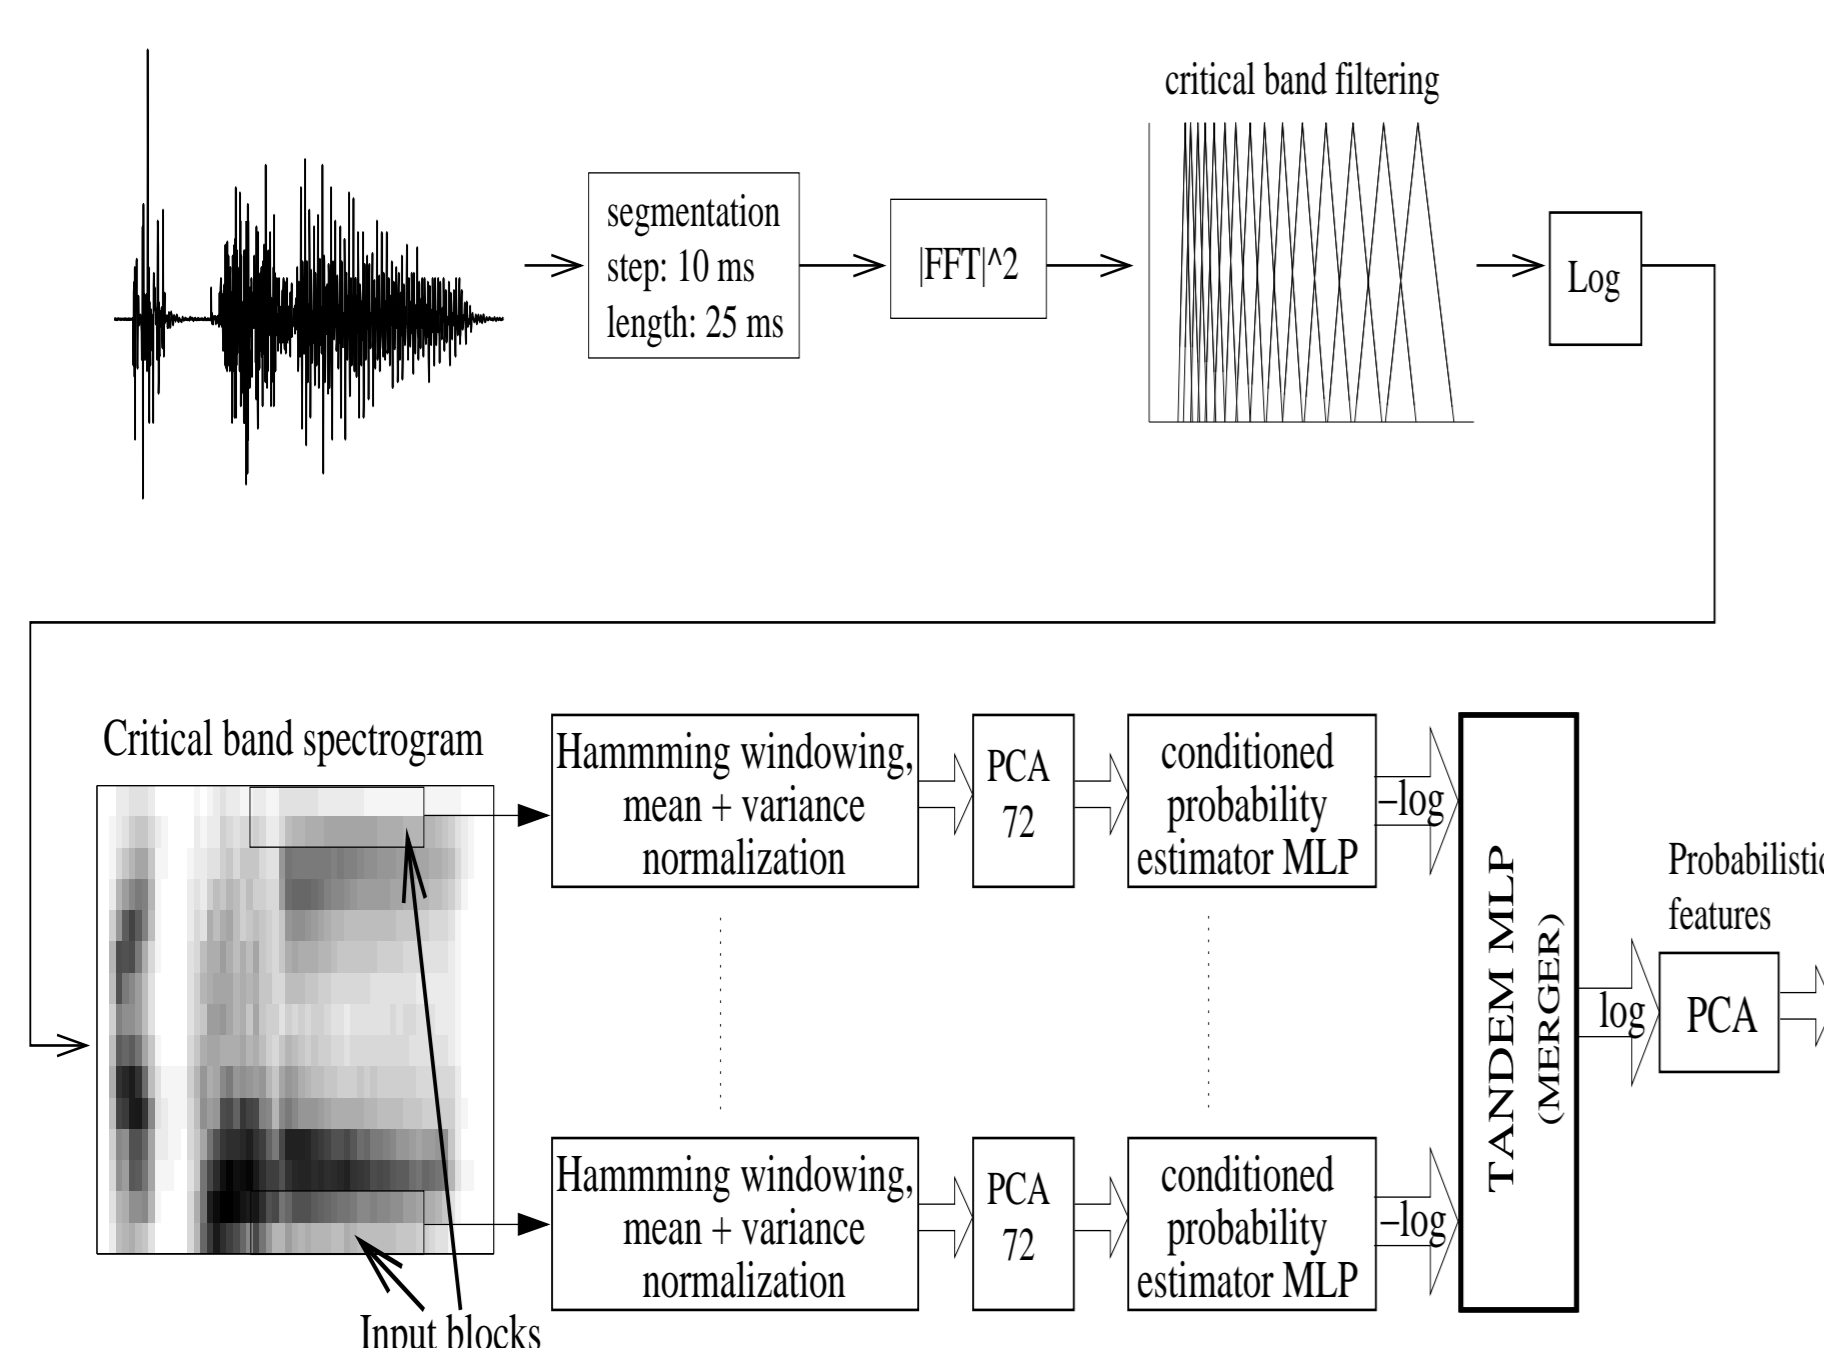 critical band filtering
segmentation
step: 10 ms
length: 25 ms
|FFT|^2
Log
Critical band spectrogram
Hammming windowing,
mean + variance
normalization
PCA
72
conditioned
probability
estimator MLP
−log
TANDEM MLP
(MERGER)
Probabilistic
features
log
PCA
Hammming windowing,
mean + variance
normalization
PCA
72
conditioned
probability
estimator MLP
−log
Input blocks